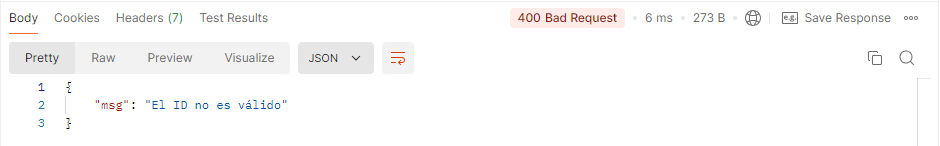 Body Cookies Headers (7) Test Results 400 Bad Request • 6 ms • 273 B e.g. Save Response
Pretty Raw Preview Visualize JSON
1 {
2 "msg": "El ID no es válido"
3 }